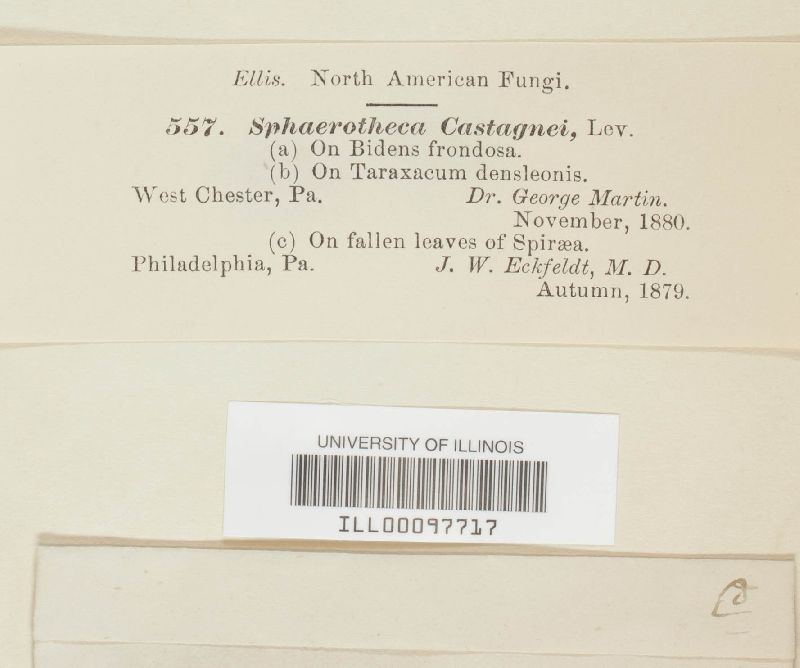 Ellis. North American Fungi.
557. Sphaerotheca Castagnei, Lev.
(a) On Bidens frondosa.
(b) On Taraxacum densleonis.
West Chester, Pa. Dr. George Martin.
November, 1880.
(c) On fallen leaves of Spiræa.
Philadelphia, Pa. J. W. Eckfeldt, M. D.
Autumn, 1879.
UNIVERSITY OF ILLINOIS
ILL00097717